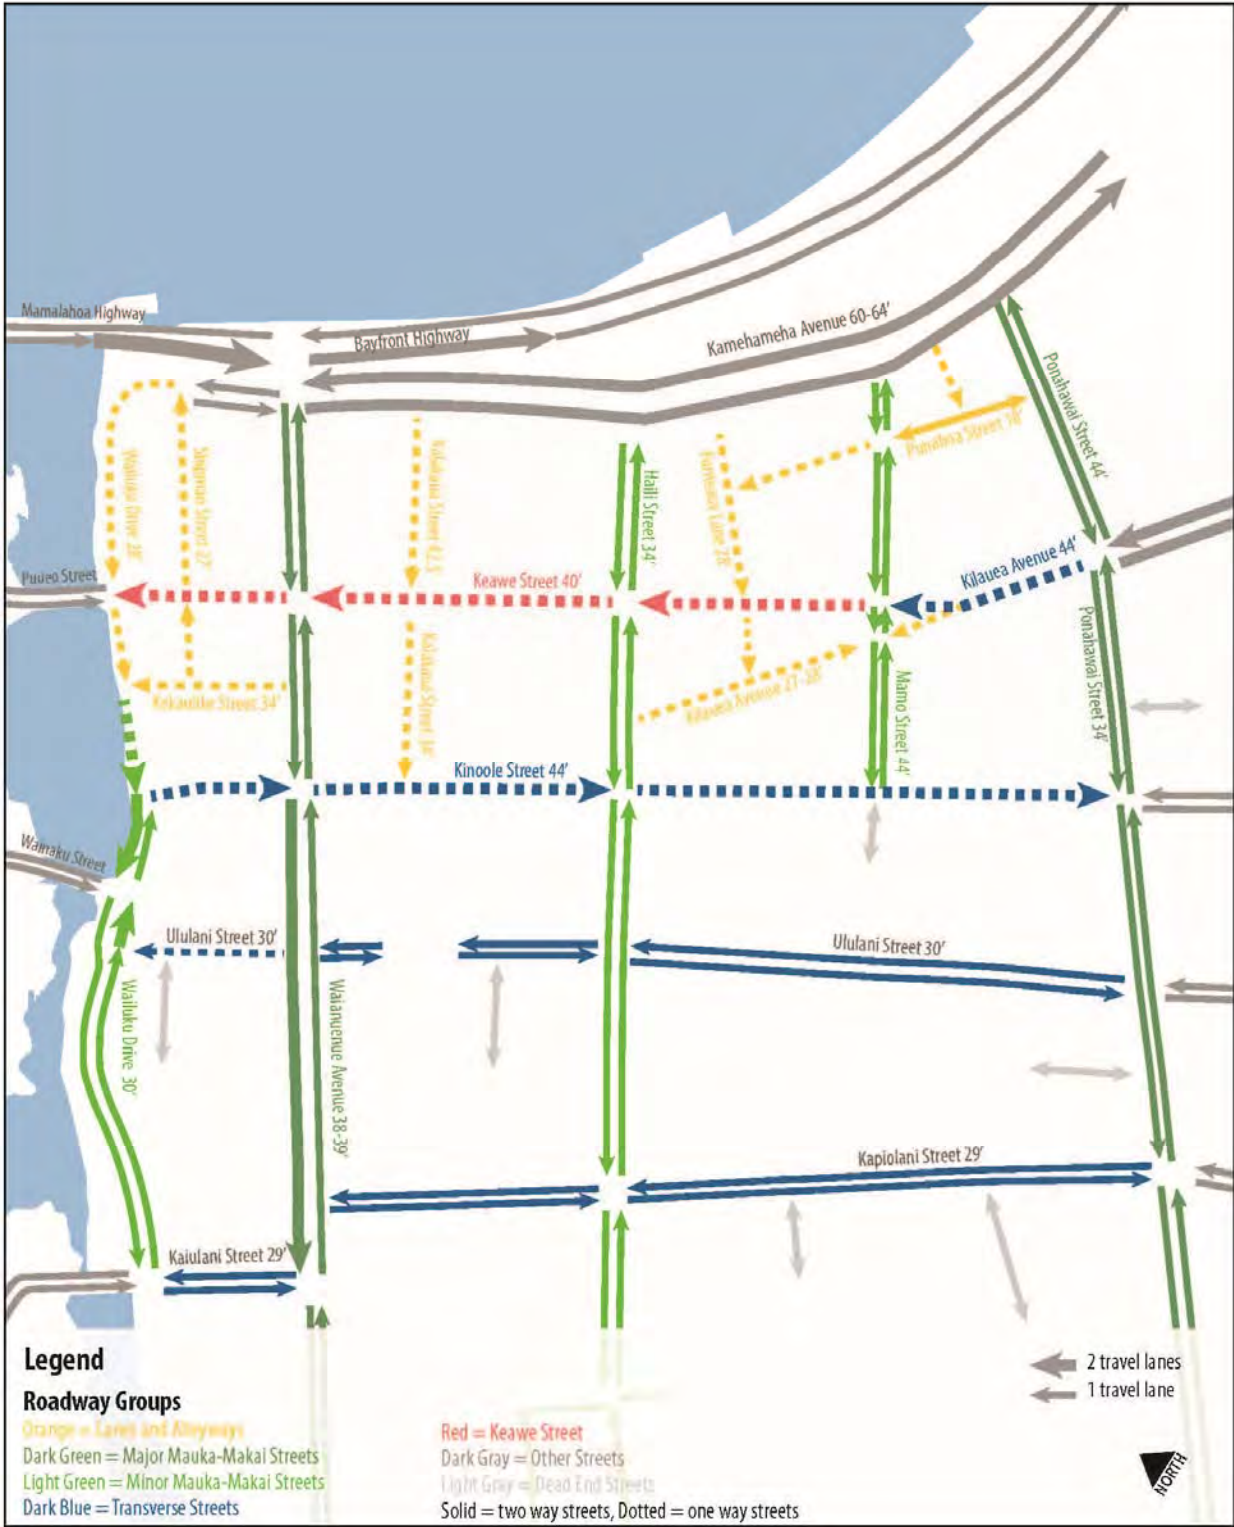 Mamalahoa Highway
Bayfront Highway
Kamehameha Avenue 60-64'
Ponahawai Street 44'
Punahoa Street 18'
Wailuku Drive 18'
Shipman Street 27'
Kalakaua Street 42.5'
Haili Street 34'
Furneaux Lane 28'
Kilauea Avenue 44'
Puueo Street
Keawe Street 40'
Ponahawai Street 34'
Kekaulike Street 34'
Kalakaua Street 34'
Kilauea Avenue 27-28'
Mamo Street 44'
Kinoole Street 44'
Wainaku Street
Ululani Street 30'
Ululani Street 30'
Wailuku Drive 30'
Waianuenue Avenue 38-39'
Kapiolani Street 29'
Kaiulani Street 29'
Legend
2 travel lanes
1 travel lane
Roadway Groups
Orange = Lanes and Alleyways
Dark Green = Major Mauka-Makai Streets
Light Green = Minor Mauka-Makai Streets
Dark Blue = Transverse Streets
Red = Keawe Street
Dark Gray = Other Streets
Light Gray = Dead End Streets
Solid = two way streets, Dotted = one way streets
NORTH